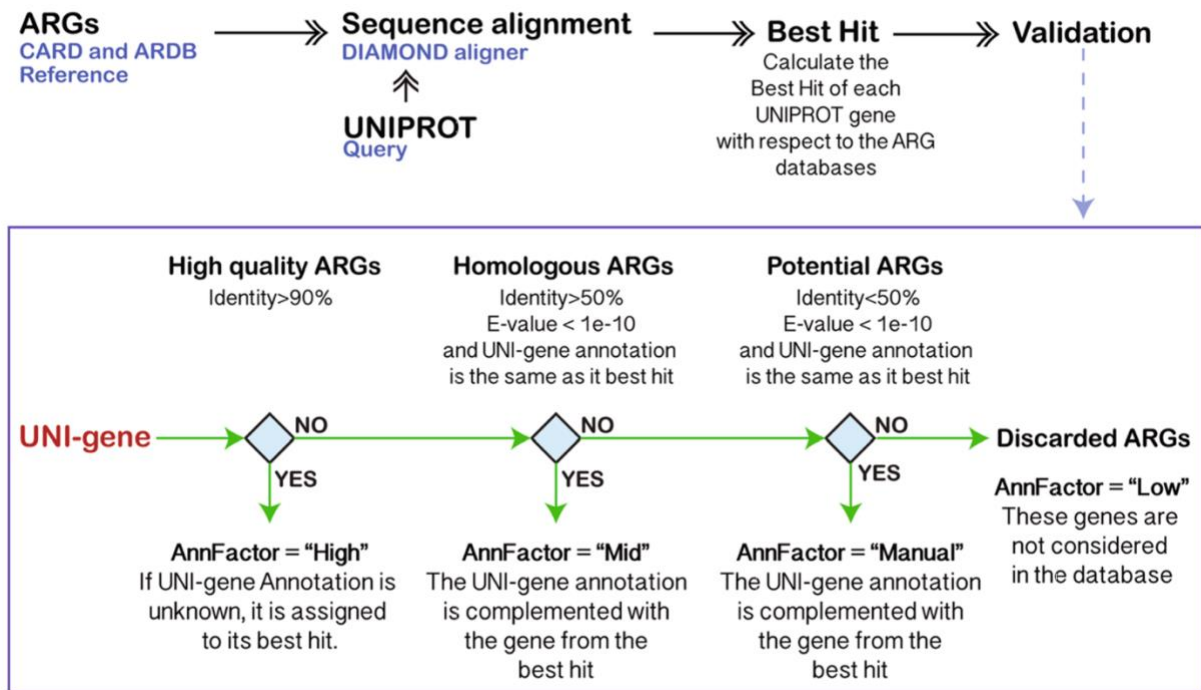 ARGs
CARD and ARDB
Reference
Sequence alignment
DIAMOND aligner
UNIPROT
Query
Best Hit
Calculate the
Best Hit of each
UNIPROT gene
with respect to the ARG
databases
Validation
High quality ARGs
Identity>90%
Homologous ARGs
Identity>50%
E-value < 1e-10
and UNI-gene annotation
is the same as it best hit
Potential ARGs
Identity<50%
E-value < 1e-10
and UNI-gene annotation
is the same as it best hit
UNI-gene
NO
YES
NO
YES
NO
YES
Discarded ARGs
AnnFactor = “Low”
These genes are
not considered
in the database
AnnFactor = “High”
If UNI-gene Annotation is
unknown, it is assigned
to its best hit.
AnnFactor = “Mid”
The UNI-gene annotation
is complemented with
the gene from the
best hit
AnnFactor = “Manual”
The UNI-gene annotation
is complemented with
the gene from the
best hit